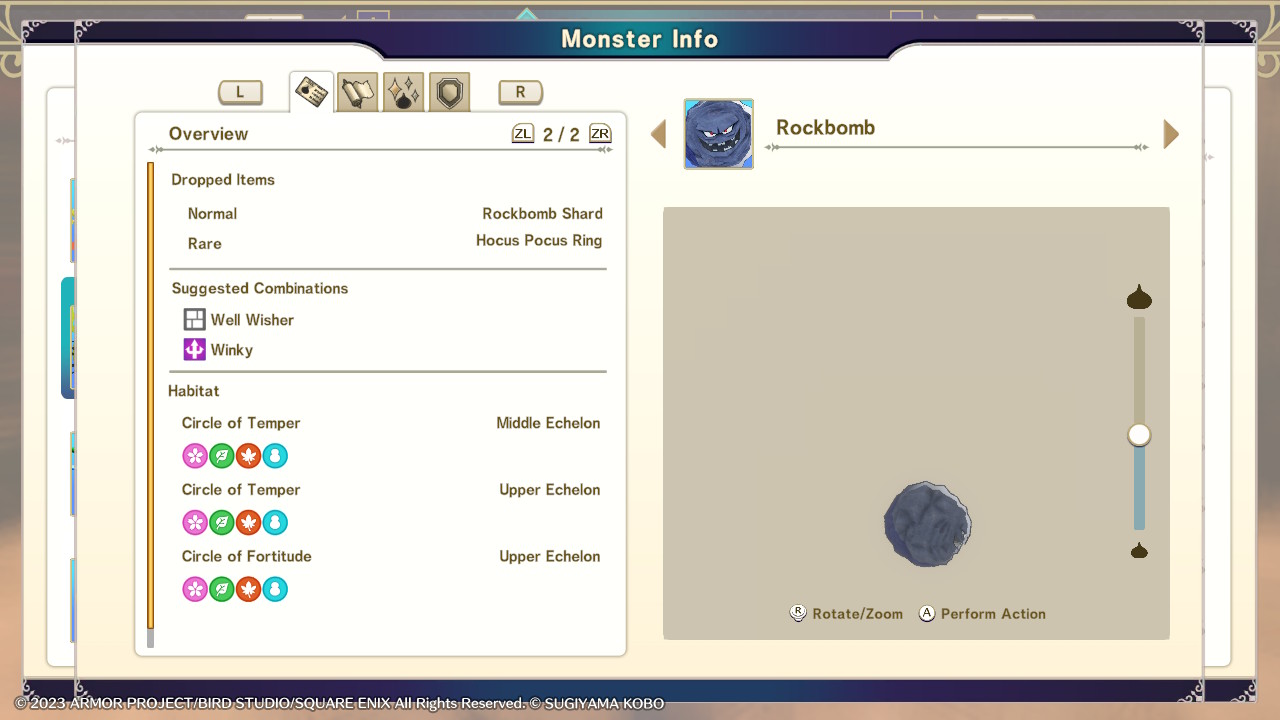 Monster Info
L
R
Overview
ZL 2 / 2 ZR
Dropped Items
Normal Rockbomb Shard
Rare Hocus Pocus Ring
Suggested Combinations
Well Wisher
Winky
Habitat
Circle of Temper Middle Echelon
Circle of Temper Upper Echelon
Circle of Fortitude Upper Echelon
Rockbomb
R Rotate/Zoom A Perform Action
© 2023 ARMOR PROJECT/BIRD STUDIO/SQUARE ENIX All Rights Reserved. © SUGIYAMA KOBO